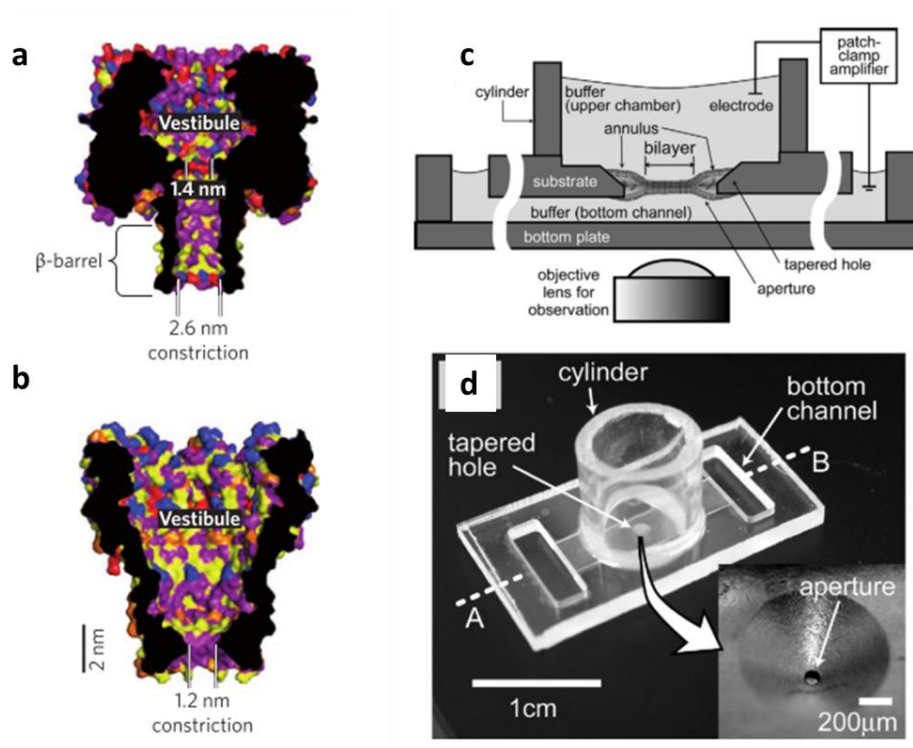 a
Vestibule
1.4 nm
β-barrel
2.6 nm
constriction
b
Vestibule
2 nm
1.2 nm
constriction
c
patch-
clamp
amplifier
cylinder
buffer
(upper chamber)
electrode
annulus
bilayer
substrate
buffer (bottom channel)
bottom plate
tapered hole
aperture
objective
lens for
observation
d
cylinder
bottom
channel
tapered
hole
B
A
aperture
1cm
200μm